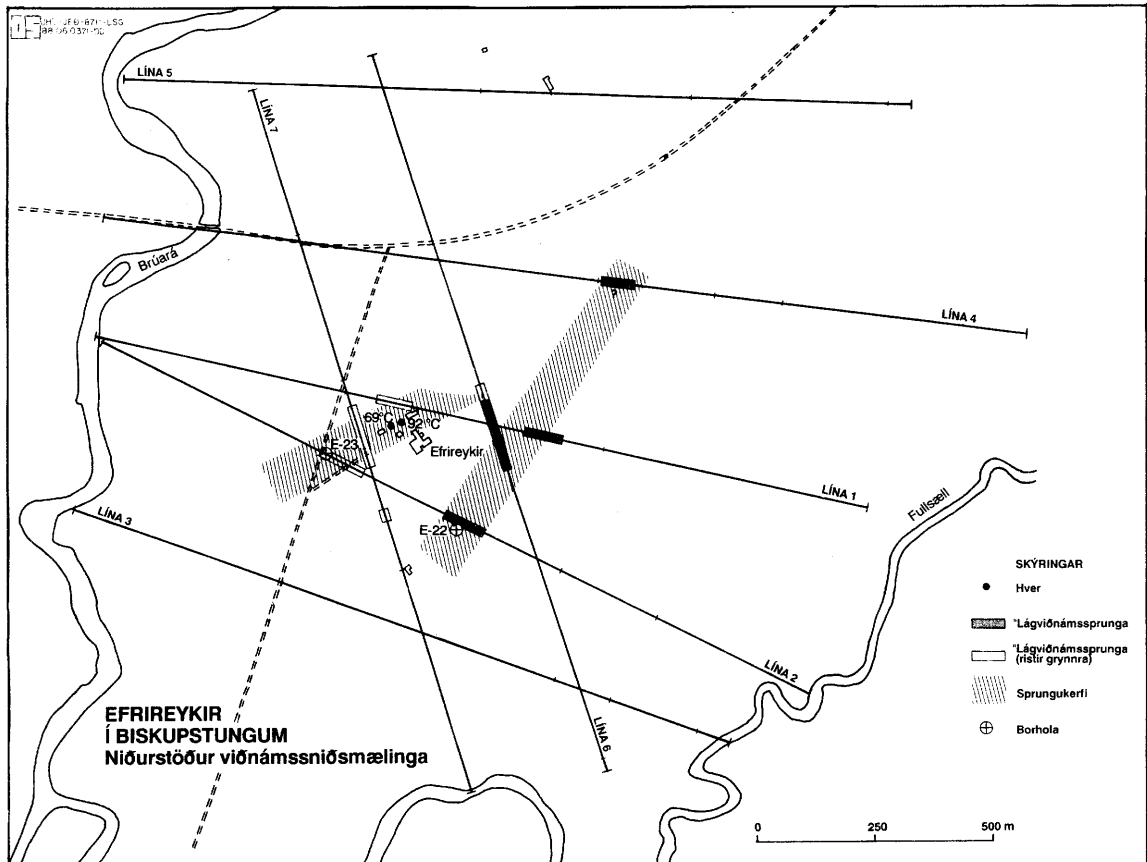 LÍNA 5
LÍNA 7
Brúará
LÍNA 4
69°C
92°C
E-23
Efrireykir
LÍNA 1
Fullsæll
LÍNA 3
E-22
LÍNA 2
LÍNA 6
SKÝRINGAR
Hver
"Lágviðnámssprunga
"Lágviðnámssprunga
(ristir grynnra)
Sprungukerfi
Borhola
EFRIREYKIR
Í BISKUPSTUNGUM
Niðurstöður viðnámssniðsmælinga
0 250 500 m